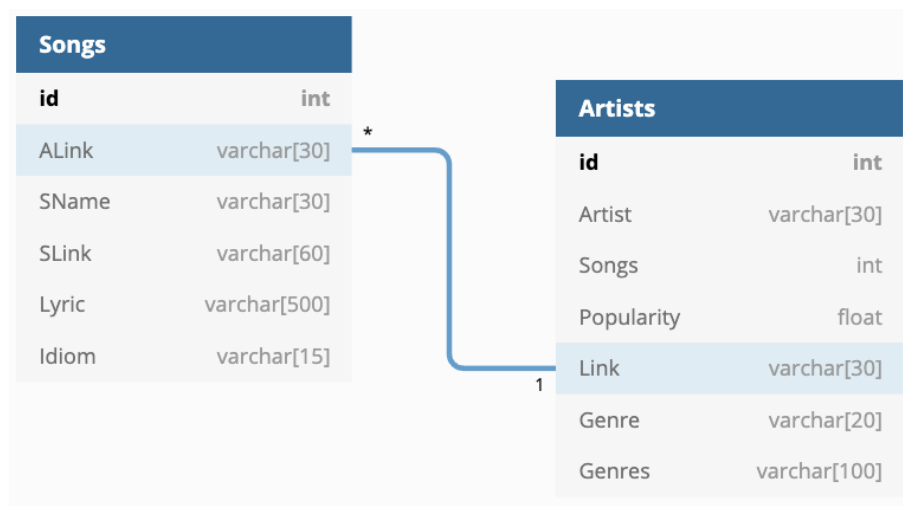 Songs
id int
ALink varchar[30]
SName varchar[30]
SLink varchar[60]
Lyric varchar[500]
Idiom varchar[15]
*
1
Artists
id int
Artist varchar[30]
Songs int
Popularity float
Link varchar[30]
Genre varchar[20]
Genres varchar[100]